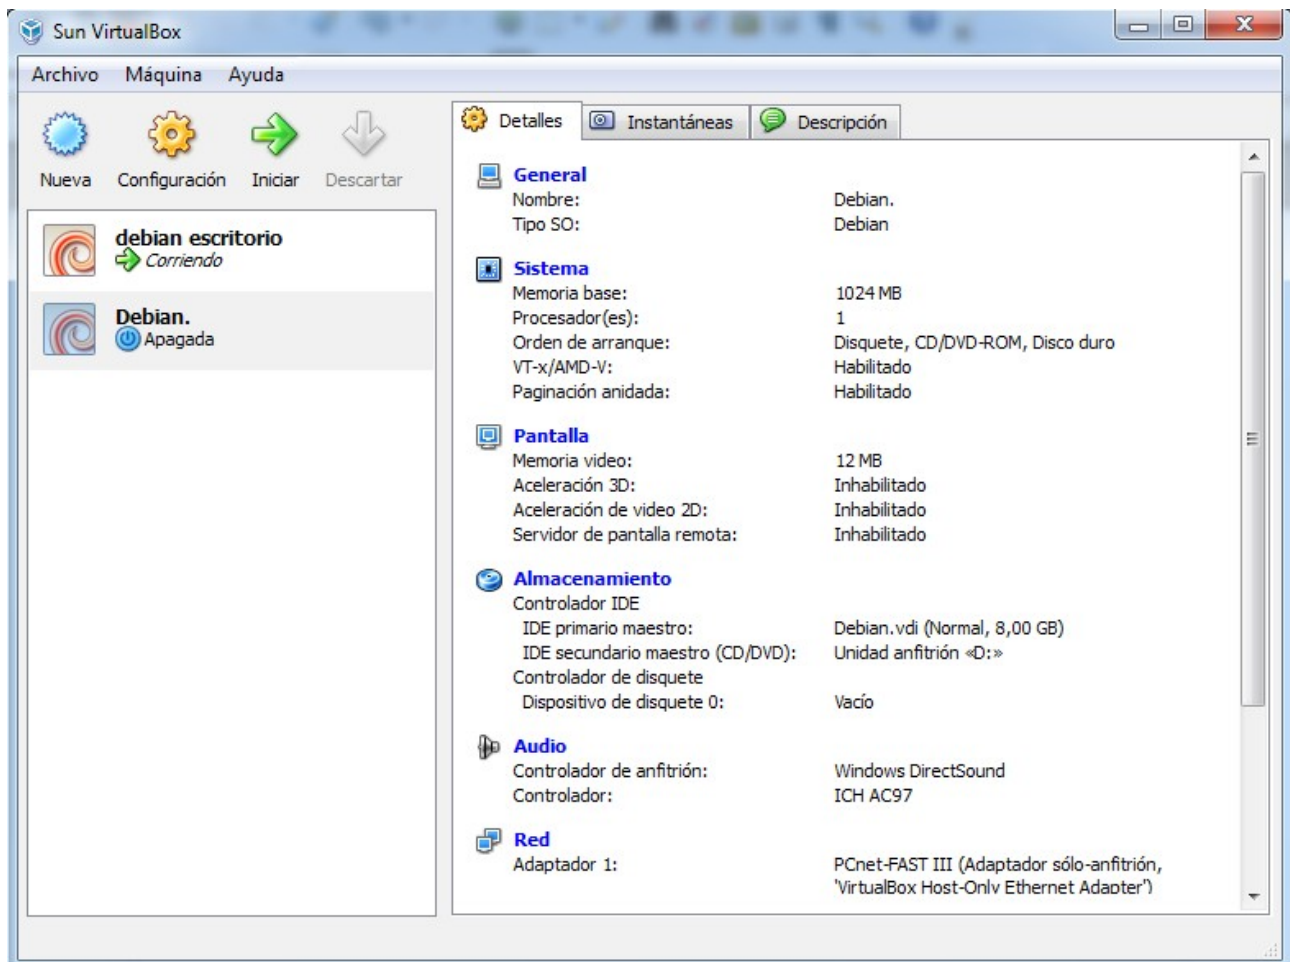 Sun VirtualBox
Archivo Máquina Ayuda
Nueva Configuración Iniciar Descartar
debian escritorio
Corriendo
Debian.
Apagada
Detalles Instantáneas Descripción
General
Nombre: Debian.
Tipo SO: Debian
Sistema
Memoria base: 1024 MB
Procesador(es): 1
Orden de arranque: Disquete, CD/DVD-ROM, Disco duro
VT-x/AMD-V: Habilitado
Paginación anidada: Habilitado
Pantalla
Memoria video: 12 MB
Aceleración 3D: Inhabilitado
Aceleración de video 2D: Inhabilitado
Servidor de pantalla remota: Inhabilitado
Almacenamiento
Controlador IDE
IDE primario maestro: Debian.vdi (Normal, 8,00 GB)
IDE secundario maestro (CD/DVD): Unidad anfitrión «D:»
Controlador de disquete
Dispositivo de disquete 0: Vacío
Audio
Controlador de anfitrión: Windows DirectSound
Controlador: ICH AC97
Red
Adaptador 1: PCnet-FAST III (Adaptador sólo-anfitrión,
'VirtualBox Host-Only Ethernet Adapter')